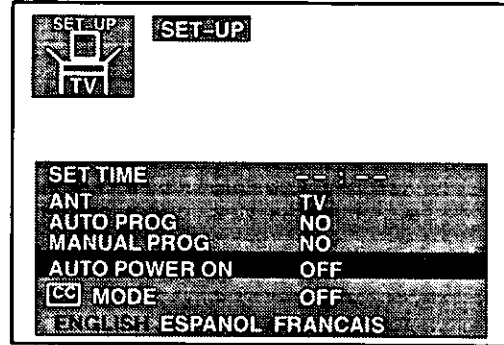 SET-UP
SET-UP
TV
SET TIME --:--
ANT TV
AUTO PROG NO
MANUAL PROG NO
AUTO POWER ON OFF
CC MODE OFF
ENGLISH ESPANOL FRANCAIS